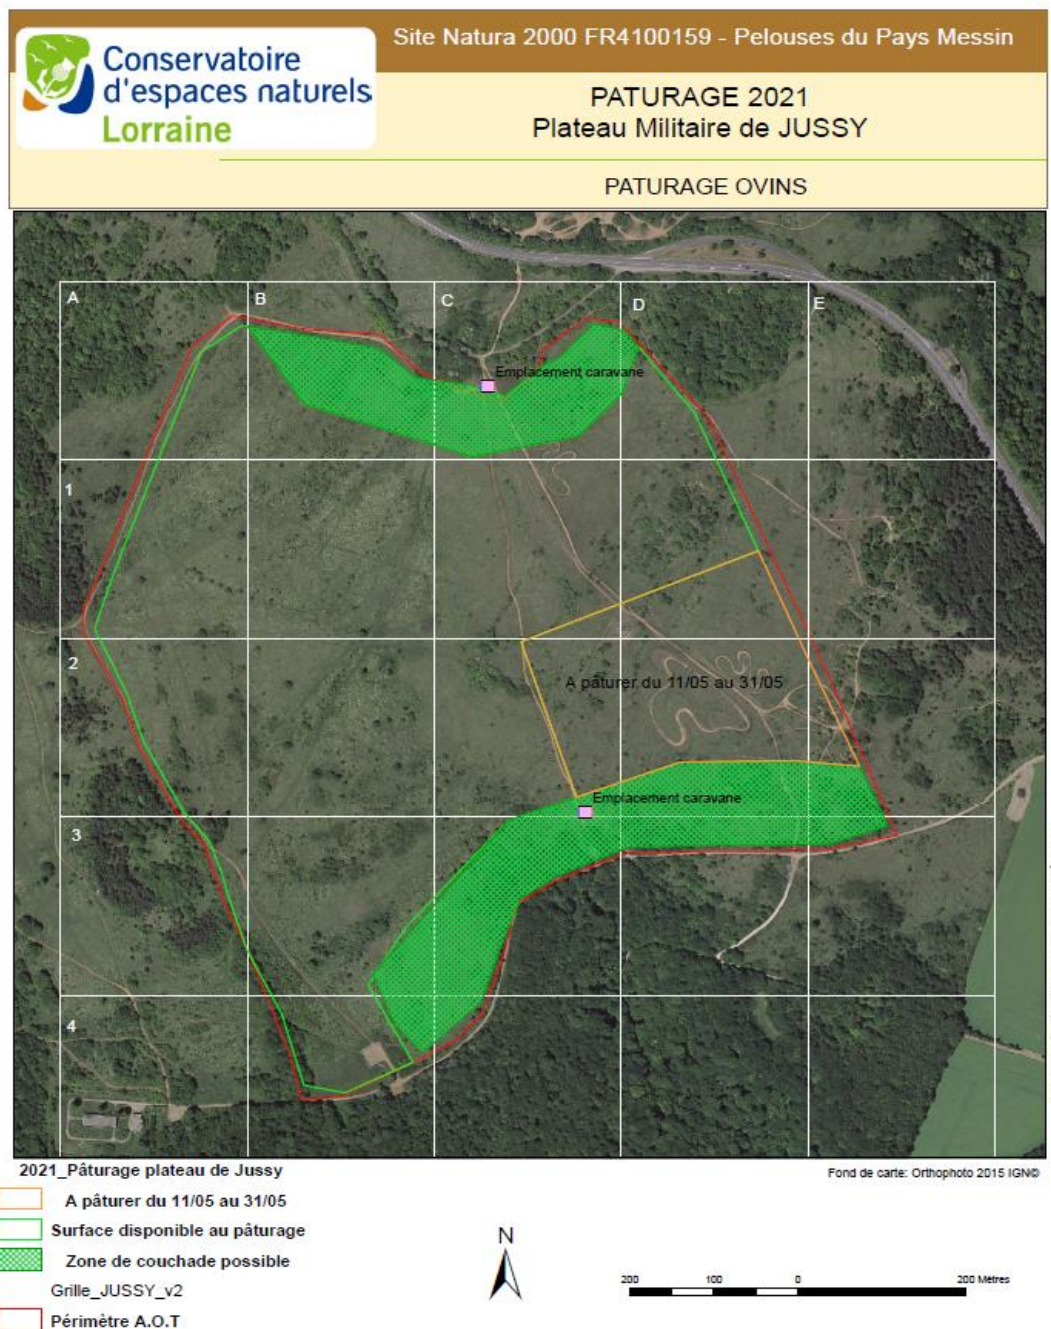 Site Natura 2000 FR4100159 - Pelouses du Pays Messin
Conservatoire
d'espaces naturels
Lorraine
PATURAGE 2021
Plateau Militaire de JUSSY
PATURAGE OVINS
A
B
C
D
E
Emplacement caravane
1
2
A pâturer du 11/05 au 31/05
Emplacement caravane
3
4
2021_Pâturage plateau de Jussy
Fond de carte: Orthophoto 2015 IGN©
A pâturer du 11/05 au 31/05
Surface disponible au pâturage
Zone de couchade possible
Grille_JUSSY_v2
Périmètre A.O.T
N
200 100 0 200 Mètres